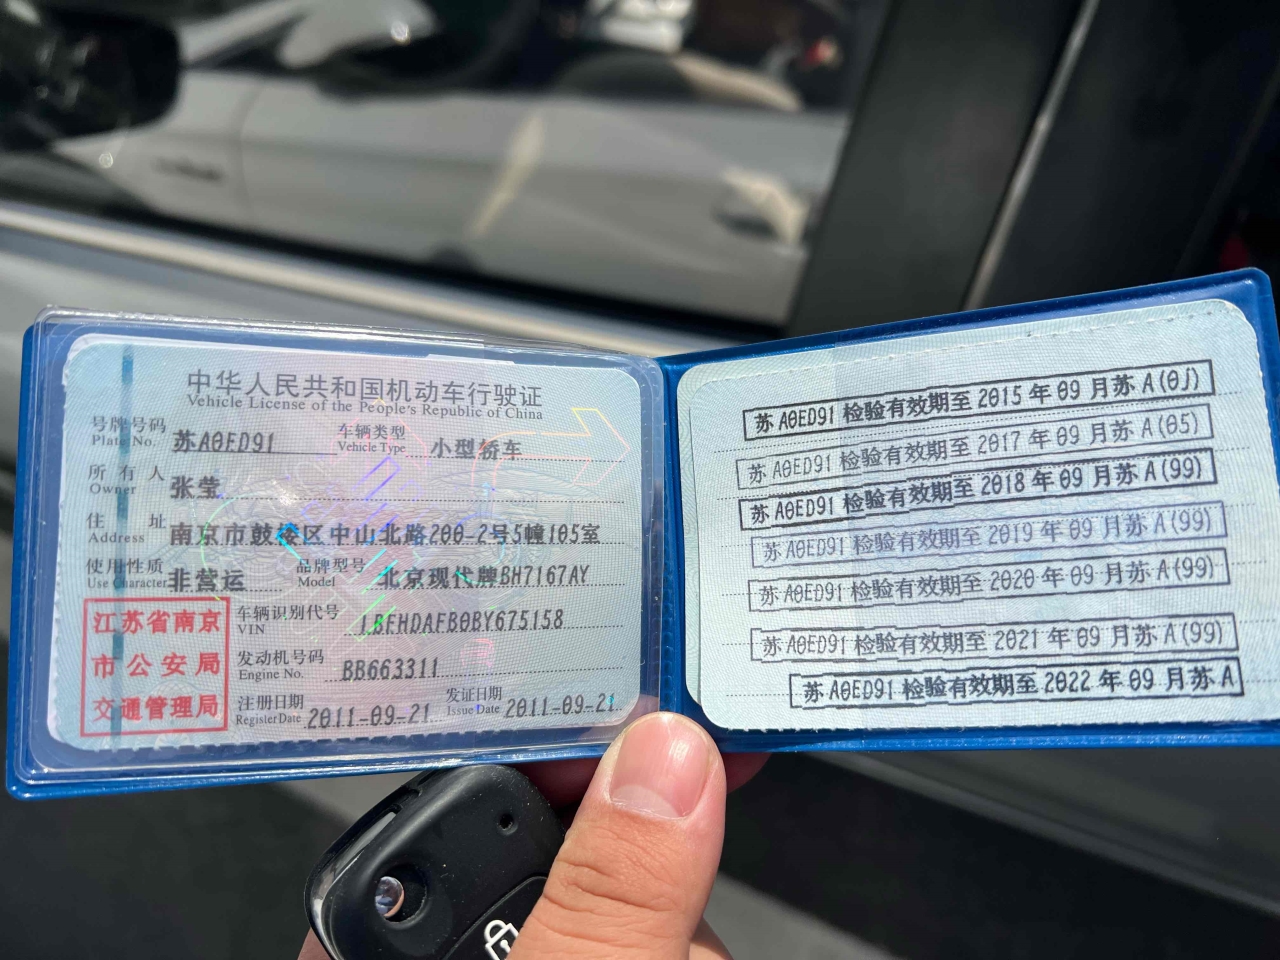 中华人民共和国机动车行驶证
Vehicle License of the People's Republic of China
号牌号码 苏A0ED91 车辆类型 小型轿车
Plate No. Vehicle Type
所有人 张莹
Owner
住址 南京市鼓楼区中山北路200-2号5幢105室
Address
使用性质 非营运 品牌型号 北京现代牌BH7167AY
Use Character Model
江苏省南京
市公安局
交通管理局
车辆识别代号 LBEHDAFB0BY675158
VIN
发动机号码 BB663311
Engine No.
注册日期 2011-09-21 发证日期 2011-09-21
Register Date Issue Date
苏A0ED91 检验有效期至 2015 年 09 月苏 A(0J)
苏 A0ED91 检验有效期至 2017 年 09 月苏 A(05)
苏 A0ED91 检验有效期至 2018 年 09 月苏 A(99)
苏 A0ED91 检验有效期至 2019 年 09 月苏 A(99)
苏 A0ED91 检验有效期至 2020 年 09 月苏 A(99)
苏 A0ED91 检验有效期至 2021 年 09 月苏 A(99)
苏 A0ED91 检验有效期至 2022 年 09 月苏 A